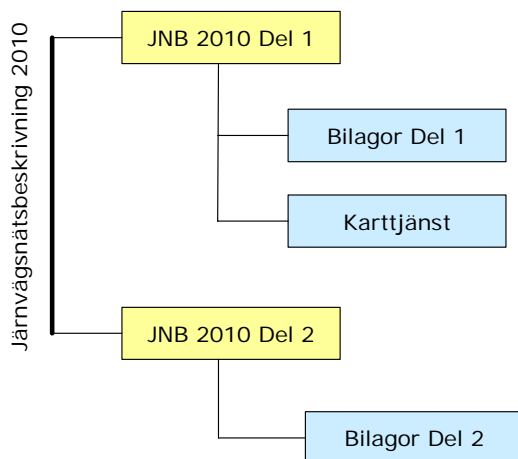 Järnvägsnätsbeskrivning 2010
JNB 2010 Del 1
Bilagor Del 1
Karttjänst
JNB 2010 Del 2
Bilagor Del 2